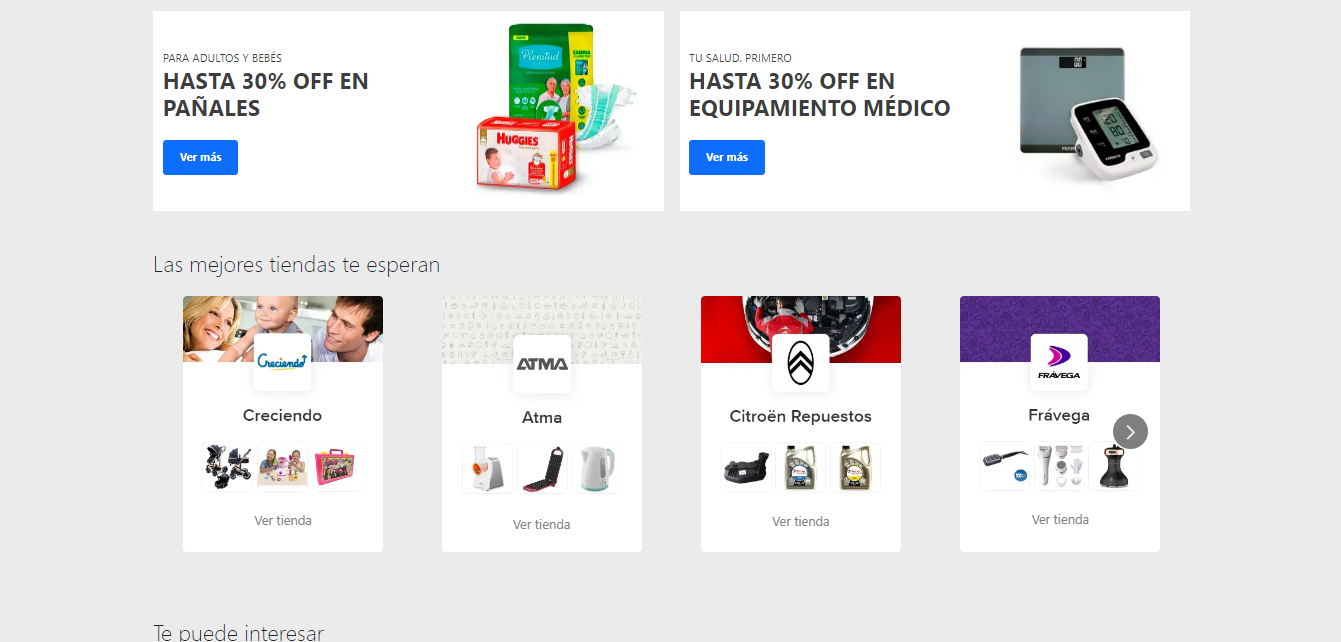 PARA ADULTOS Y BEBÉS
HASTA 30% OFF EN
PAÑALES
Ver más
Plenitud
HUGGIES
TU SALUD. PRIMERO
HASTA 30% OFF EN
EQUIPAMIENTO MÉDICO
Ver más
Las mejores tiendas te esperan
Creciendo
Creciendo
Ver tienda
ATMA
Atma
Ver tienda
Citroën Repuestos
Ver tienda
FRÁVEGA
Frávega
Ver tienda
Te puede interesar